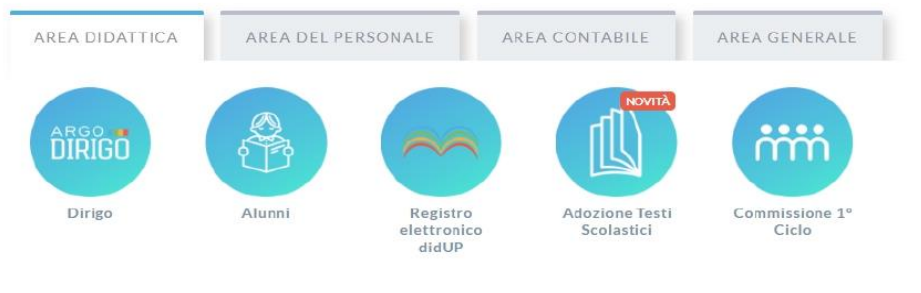 AREA DIDATTICA
AREA DEL PERSONALE
AREA CONTABILE
AREA GENERALE
ARGO
DIRIGO
NOVITÀ
Dirigo
Alunni
Registro
elettronico
didUP
Adozione Testi
Scolastici
Commissione 1°
Ciclo